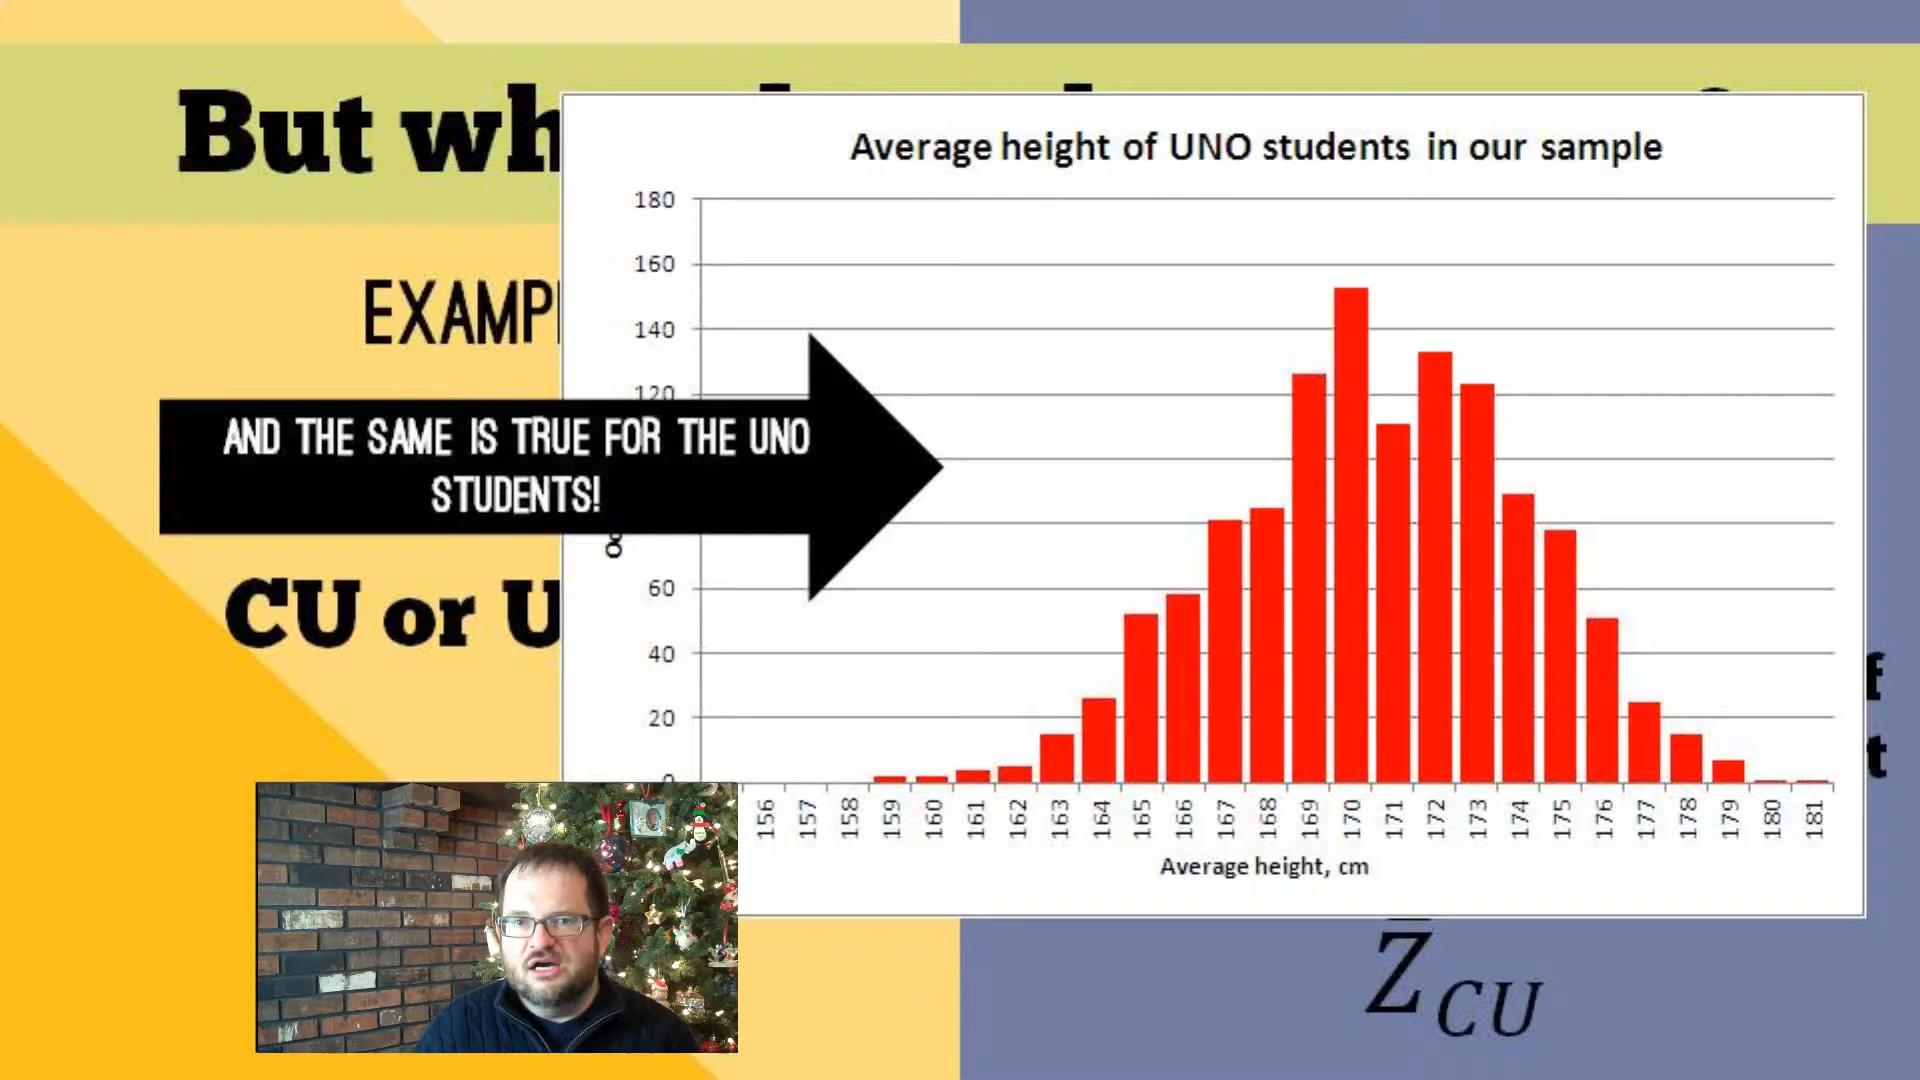 But wh
Average height of UNO students in our sample
EXAMP
180
160
140
120
AND THE SAME IS TRUE FOR THE UNO
STUDENTS!
60
40
20
0
CU or U
f
t
156 157 158 159 160 161 162 163 164 165 166 167 168 169 170 171 172 173 174 175 176 177 178 179 180 181
Average height, cm
Z CU